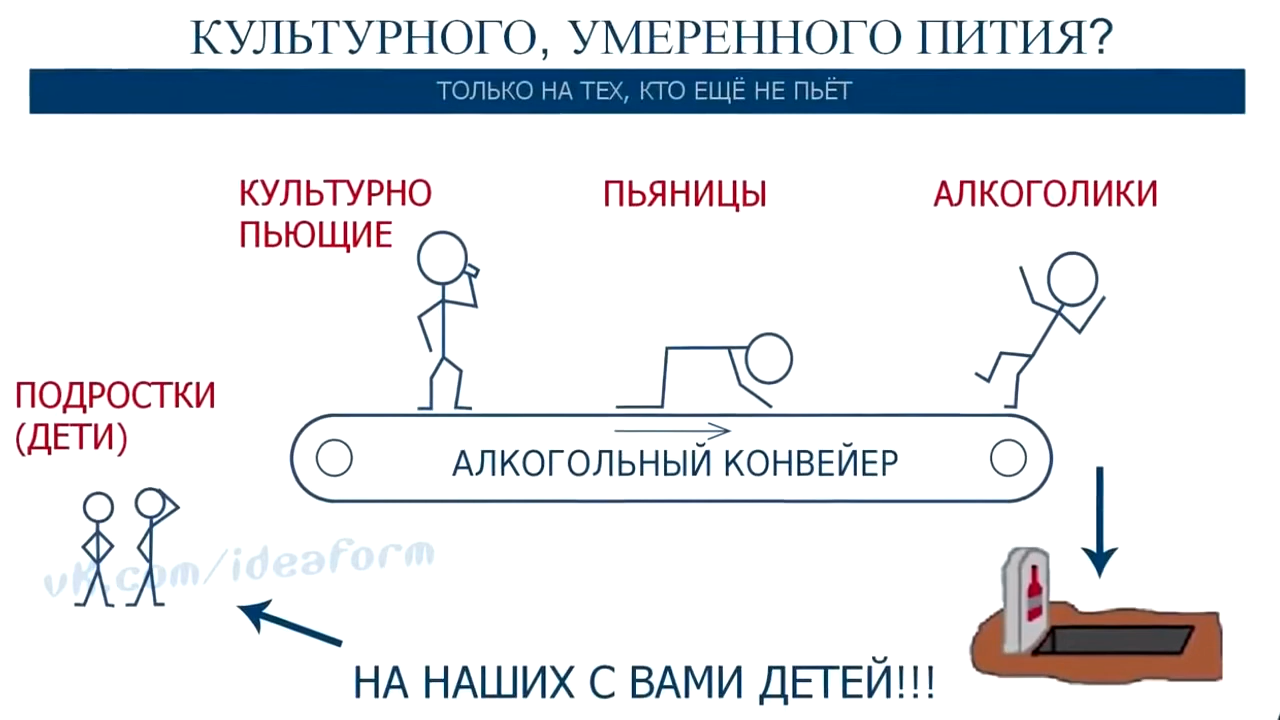 КУЛЬТУРНОГО, УМЕРЕННОГО ПИТИЯ?
ТОЛЬКО НА ТЕХ, КТО ЕЩЁ НЕ ПЬЁТ
КУЛЬТУРНО
ПЬЮЩИЕ
ПЬЯНИЦЫ
АЛКОГОЛИКИ
ПОДРОСТКИ
(ДЕТИ)
АЛКОГОЛЬНЫЙ КОНВЕЙЕР
vk.com/ideaform
НА НАШИХ С ВАМИ ДЕТЕЙ!!!